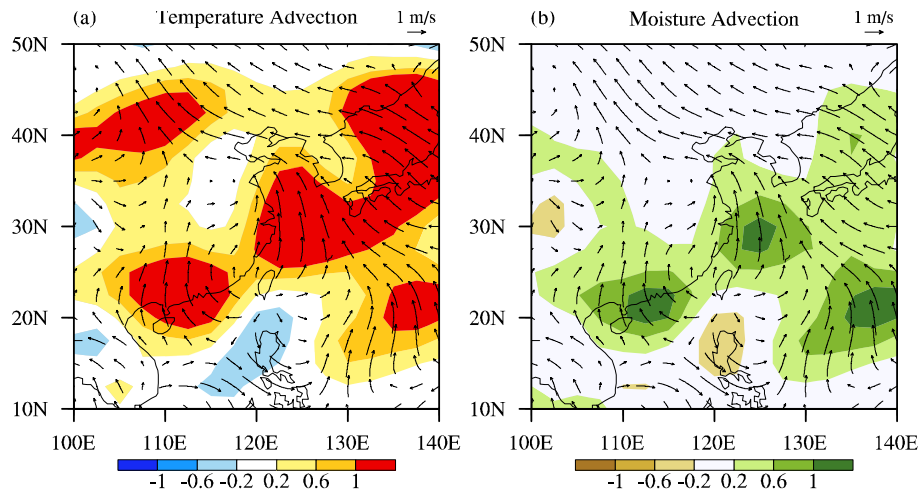 (a) Temperature Advection 1 m/s
50N
40N
30N
20N
10N
100E 110E 120E 130E 140E
-1 -0.6 -0.2 0.2 0.6 1
(b) Moisture Advection 1 m/s
50N
40N
30N
20N
10N
100E 110E 120E 130E 140E
-1 -0.6 -0.2 0.2 0.6 1